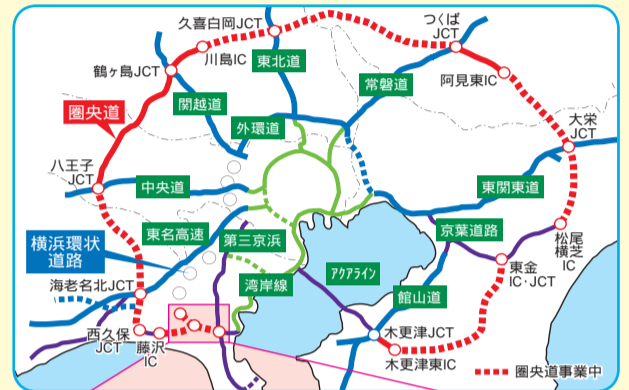 久喜白岡JCT
つくば
JCT
川島IC
東北道
鶴ヶ島JCT
常磐道
阿見東IC
関越道
圏央道
外環道
大栄
JCT
八王子
JCT
中央道
東関東道
東名高速
第三京浜
京葉道路
松尾
横芝
IC
横浜環状
道路
海老名北JCT
湾岸線
アクアライン
東金
IC・JCT
館山道
西久保
JCT
藤沢
IC
木更津JCT
木更津東IC
圏央道事業中